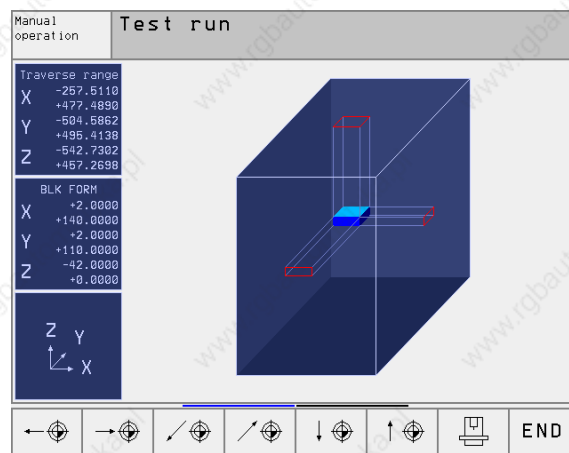 Manual
operation
Test run
Traverse range
X -257.5110
+477.4890
Y -504.5862
+495.4138
Z -542.7302
+457.2698
BLK FORM
X +2.0000
+140.0000
Y +2.0000
+110.0000
Z -42.0000
+0.0000
Z Y
X
END